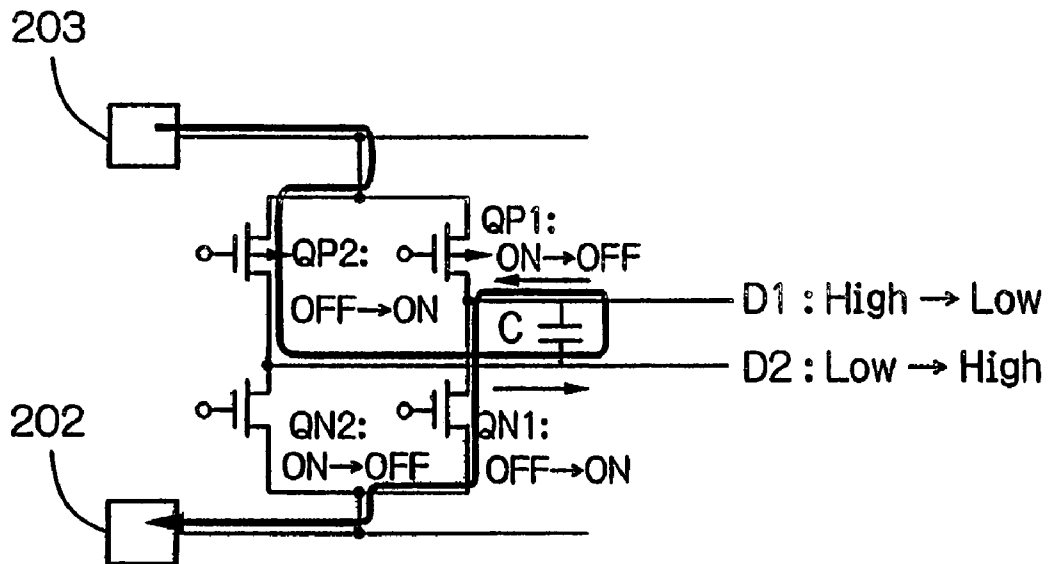 203
QP1:
QP2:
ON→OFF
OFF→ON
C
D1 : High → Low
D2 : Low → High
202
QN2:
QN1:
ON→OFF
OFF→ON